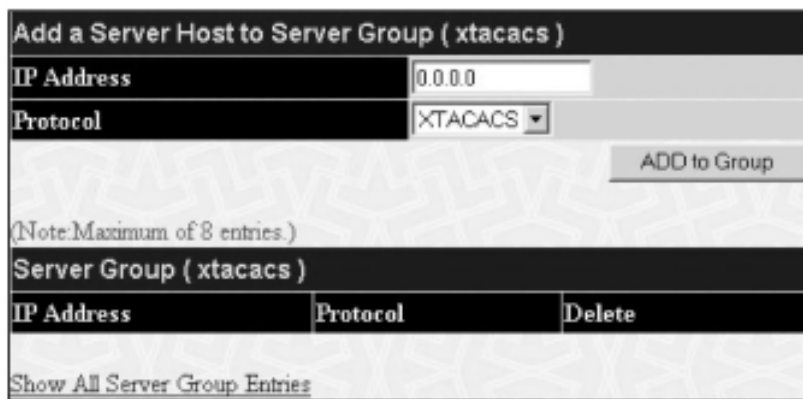 Add a Server Host to Server Group ( xtacacs )
IP Address 0.0.0.0
Protocol XTACACS
ADD to Group
(Note:Maximum of 8 entries.)
Server Group ( xtacacs )
IP Address Protocol Delete
Show All Server Group Entries